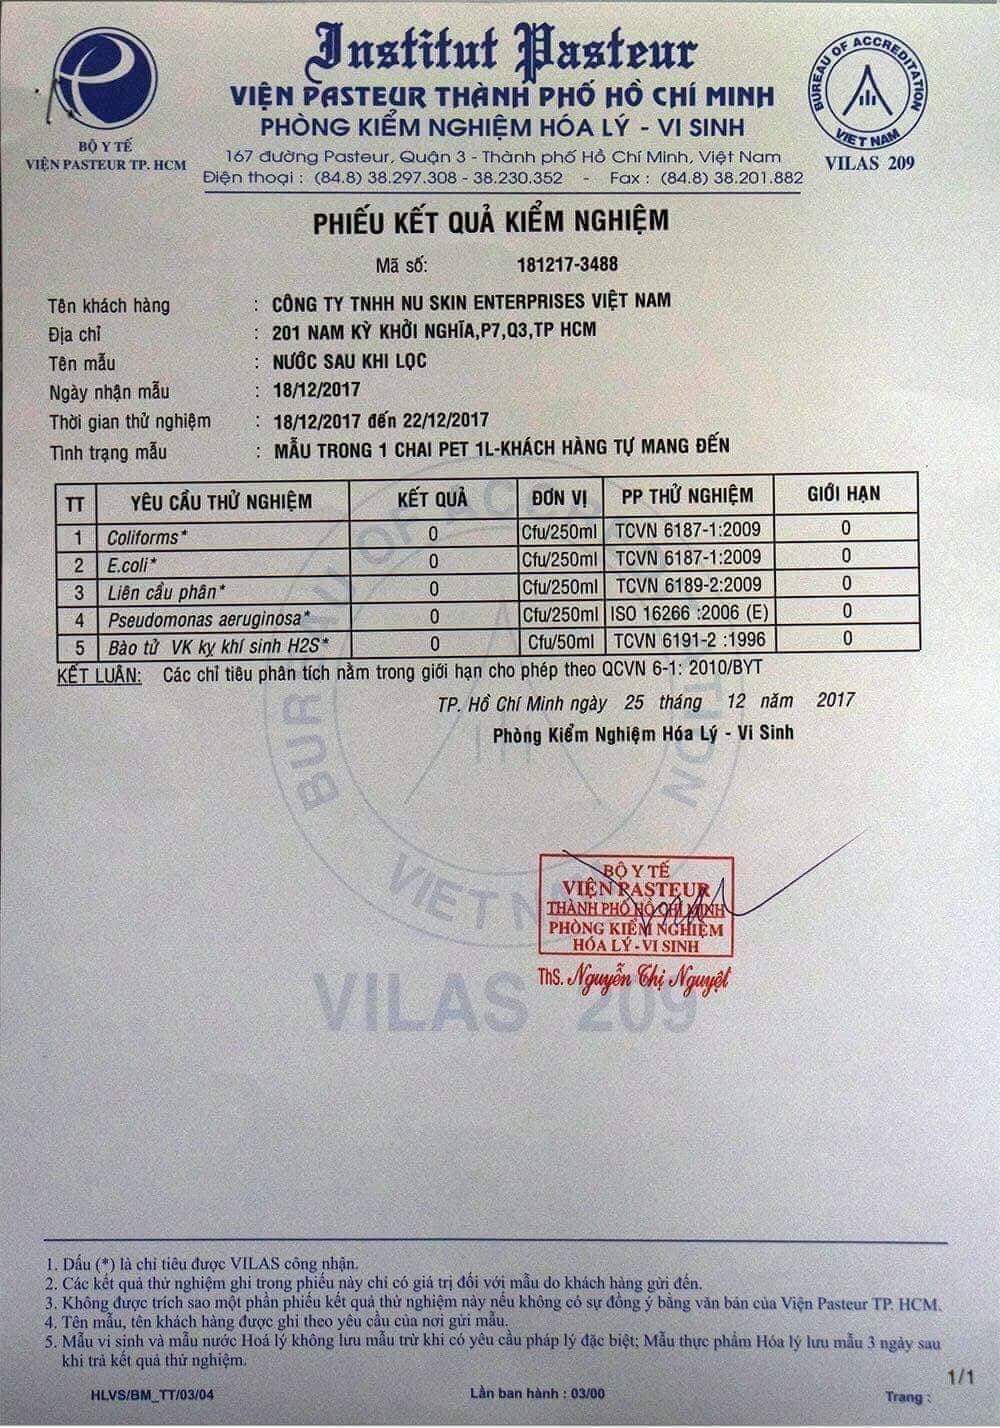 Institut Pasteur
VIỆN PASTEUR THÀNH PHỐ HỒ CHÍ MINH
PHÒNG KIỂM NGHIỆM HÓA LÝ - VI SINH
167 đường Pasteur, Quận 3 - Thành phố Hồ Chí Minh, Việt Nam
Điện thoại : (84.8) 38.297.308 - 38.230.352 - Fax : (84.8) 38.201.882
BỘ Y TẾ
VIỆN PASTEUR TP. HCM
BUREAU OF ACCREDITATION
VIET NAM
VILAS 209
PHIẾU KẾT QUẢ KIỂM NGHIỆM
Mã số: 181217-3488
Tên khách hàng : CÔNG TY TNHH NU SKIN ENTERPRISES VIỆT NAM
Địa chỉ : 201 NAM KỲ KHỞI NGHĨA,P7,Q3,TP HCM
Tên mẫu : NƯỚC SAU KHI LỌC
Ngày nhận mẫu : 18/12/2017
Thời gian thử nghiệm : 18/12/2017 đến 22/12/2017
Tình trạng mẫu : MẪU TRONG 1 CHAI PET 1L-KHÁCH HÀNG TỰ MANG ĐẾN
TT YÊU CẦU THỬ NGHIỆM KẾT QUẢ ĐƠN VỊ PP THỬ NGHIỆM GIỚI HẠN
1 Coliforms* 0 Cfu/250ml TCVN 6187-1:2009 0
2 E.coli* 0 Cfu/250ml TCVN 6187-1:2009 0
3 Liên cầu phân* 0 Cfu/250ml TCVN 6189-2:2009 0
4 Pseudomonas aeruginosa* 0 Cfu/250ml ISO 16266 :2006 (E) 0
5 Bào tử VK kỵ khí sinh H2S* 0 Cfu/50ml TCVN 6191-2 :1996 0
KẾT LUẬN: Các chỉ tiêu phân tích nằm trong giới hạn cho phép theo QCVN 6-1: 2010/BYT
TP. Hồ Chí Minh ngày 25 tháng 12 năm 2017
Phòng Kiểm Nghiệm Hóa Lý - Vi Sinh
BUREAU OF ACCREDITATION
VIET NAM
BỘ Y TẾ
VIỆN PASTEUR
THÀNH PHỐ HỒ CHÍ MINH
PHÒNG KIỂM NGHIỆM
HÓA LÝ - VI SINH
ThS. Nguyễn Thị Nguyệt
VILAS 209
1. Dấu (*) là chỉ tiêu được VILAS công nhận.
2. Các kết quả thử nghiệm ghi trong phiếu này chỉ có giá trị đối với mẫu do khách hàng gửi đến.
3. Không được trích sao một phần phiếu kết quả thử nghiệm này nếu không có sự đồng ý bằng văn bản của Viện Pasteur TP. HCM.
4. Tên mẫu, tên khách hàng được ghi theo yêu cầu của nơi gửi mẫu.
5. Mẫu vi sinh và mẫu nước Hoá lý không lưu mẫu trừ khi có yêu cầu pháp lý đặc biệt; Mẫu thực phẩm Hóa lý lưu mẫu 3 ngày sau
khi trả kết quả thử nghiệm.
HLVS/BM_TT/03/04 Lần ban hành : 03/00 Trang : 1/1